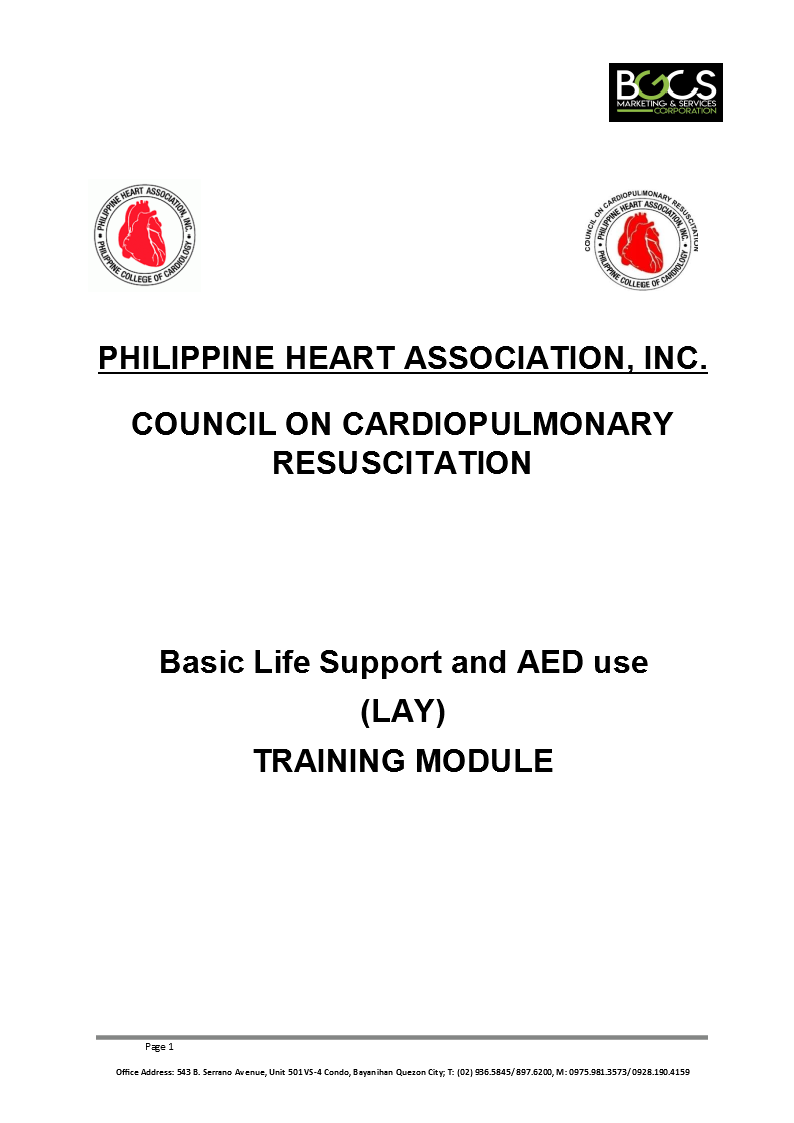 BGCS
MARKETING & SERVICES
CORPORATION
PHILIPPINE HEART ASSOCIATION, INC.
PHILIPPINE COLLEGE OF CARDIOLOGY
COUNCIL ON CARDIOPULMONARY RESUSCITATION
PHILIPPINE HEART ASSOCIATION, INC.
PHILIPPINE COLLEGE OF CARDIOLOGY
PHILIPPINE HEART ASSOCIATION, INC.
COUNCIL ON CARDIOPULMONARY
RESUSCITATION
Basic Life Support and AED use
(LAY)
TRAINING MODULE
Page 1
Office Address: 543 B. Serrano Avenue, Unit 501 VS-4 Condo, Bayanihan Quezon City; T: (02) 936.5845/ 897.6200, M: 0975.981.3573/ 0928.190.4159